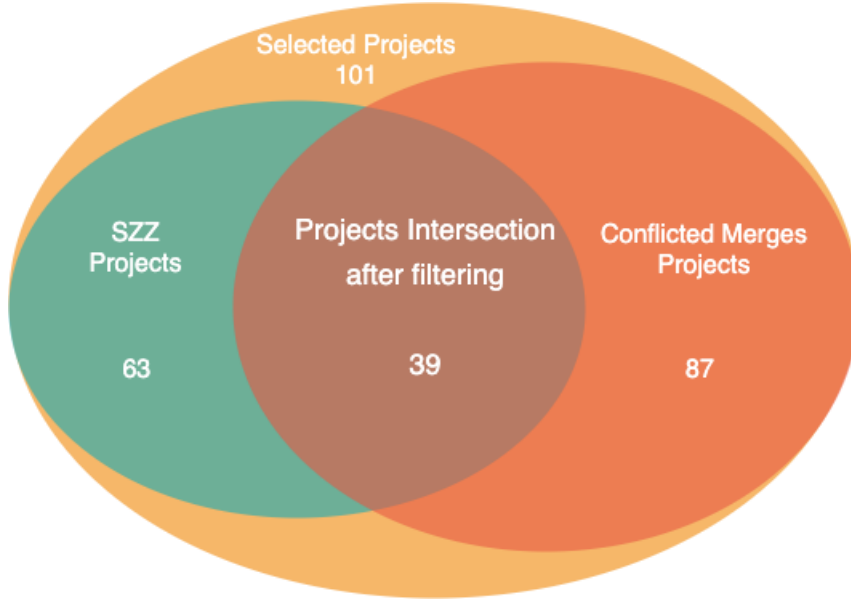 Selected Projects
101
SZZ
Projects
63
Projects Intersection
after filtering
39
Conflicted Merges
Projects
87